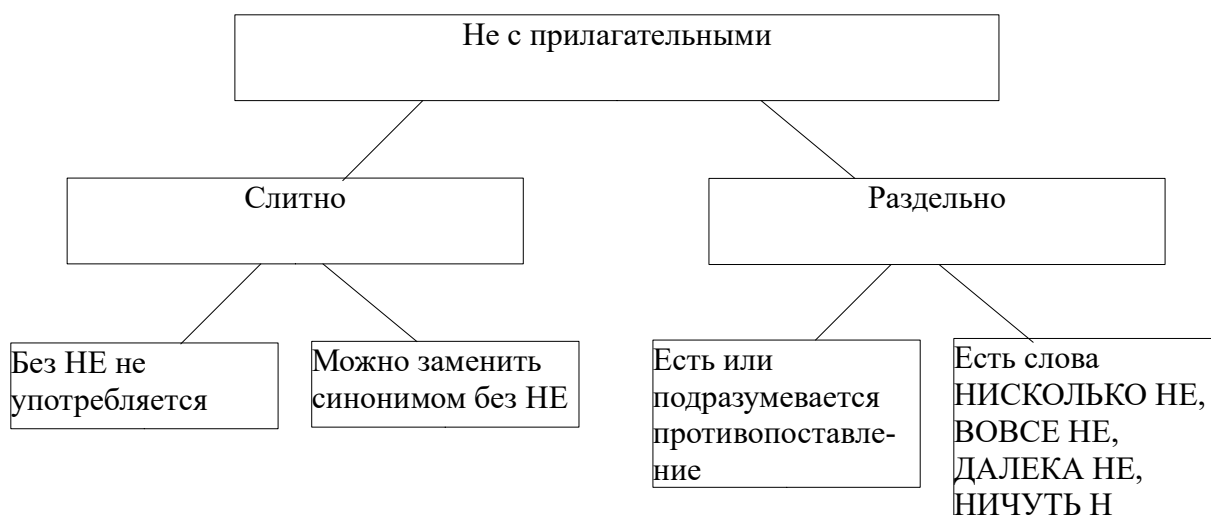 Не с прилагательными
Слитно
Раздельно
Без НЕ не
употребляется
Можно заменить
синонимом без НЕ
Есть или
подразумевается
противопоставле-
ние
Есть слова
НИСКОЛЬКО НЕ,
ВОВСЕ НЕ,
ДАЛЕКА НЕ,
НИЧУТЬ Н